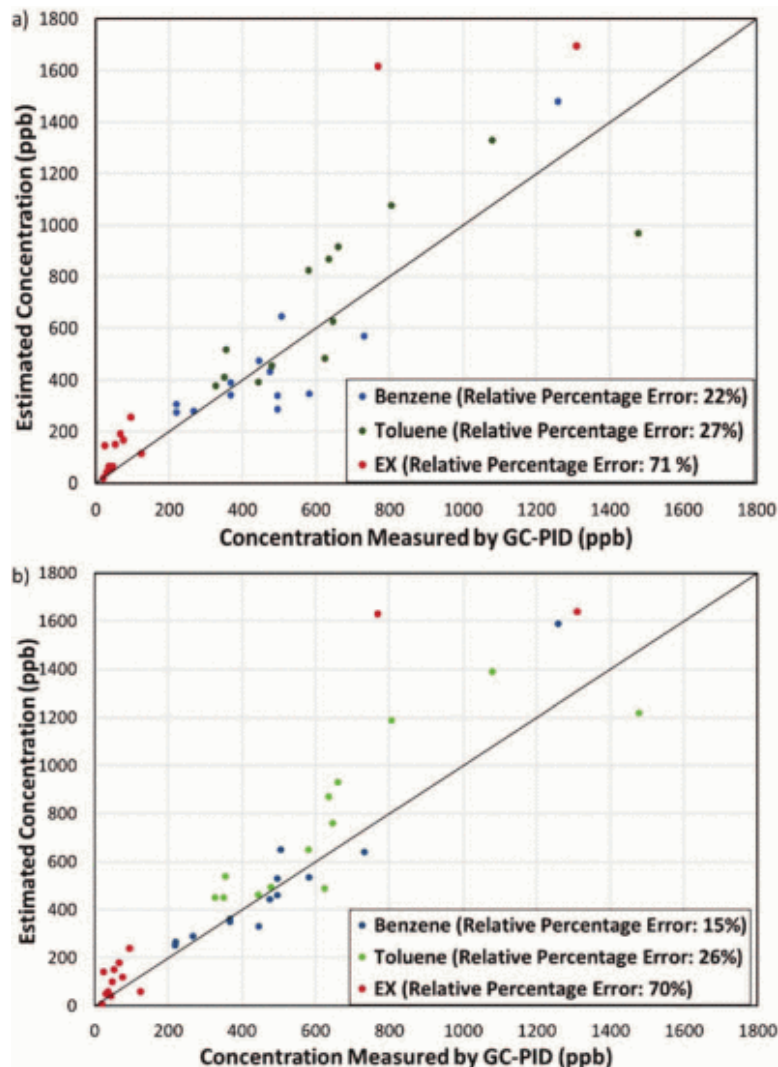 a)
1800
1600
1400
1200
1000
800
600
400
200
0
Estimated Concentration (ppb)
Benzene (Relative Percentage Error: 22%)
Toluene (Relative Percentage Error: 27%)
EX (Relative Percentage Error: 71 %)
0 200 400 600 800 1000 1200 1400 1600 1800
Concentration Measured by GC-PID (ppb)
b)
1800
1600
1400
1200
1000
800
600
400
200
0
Estimated Concentration (ppb)
Benzene (Relative Percentage Error: 15%)
Toluene (Relative Percentage Error: 26%)
EX (Relative Percentage Error: 70%)
0 200 400 600 800 1000 1200 1400 1600 1800
Concentration Measured by GC-PID (ppb)